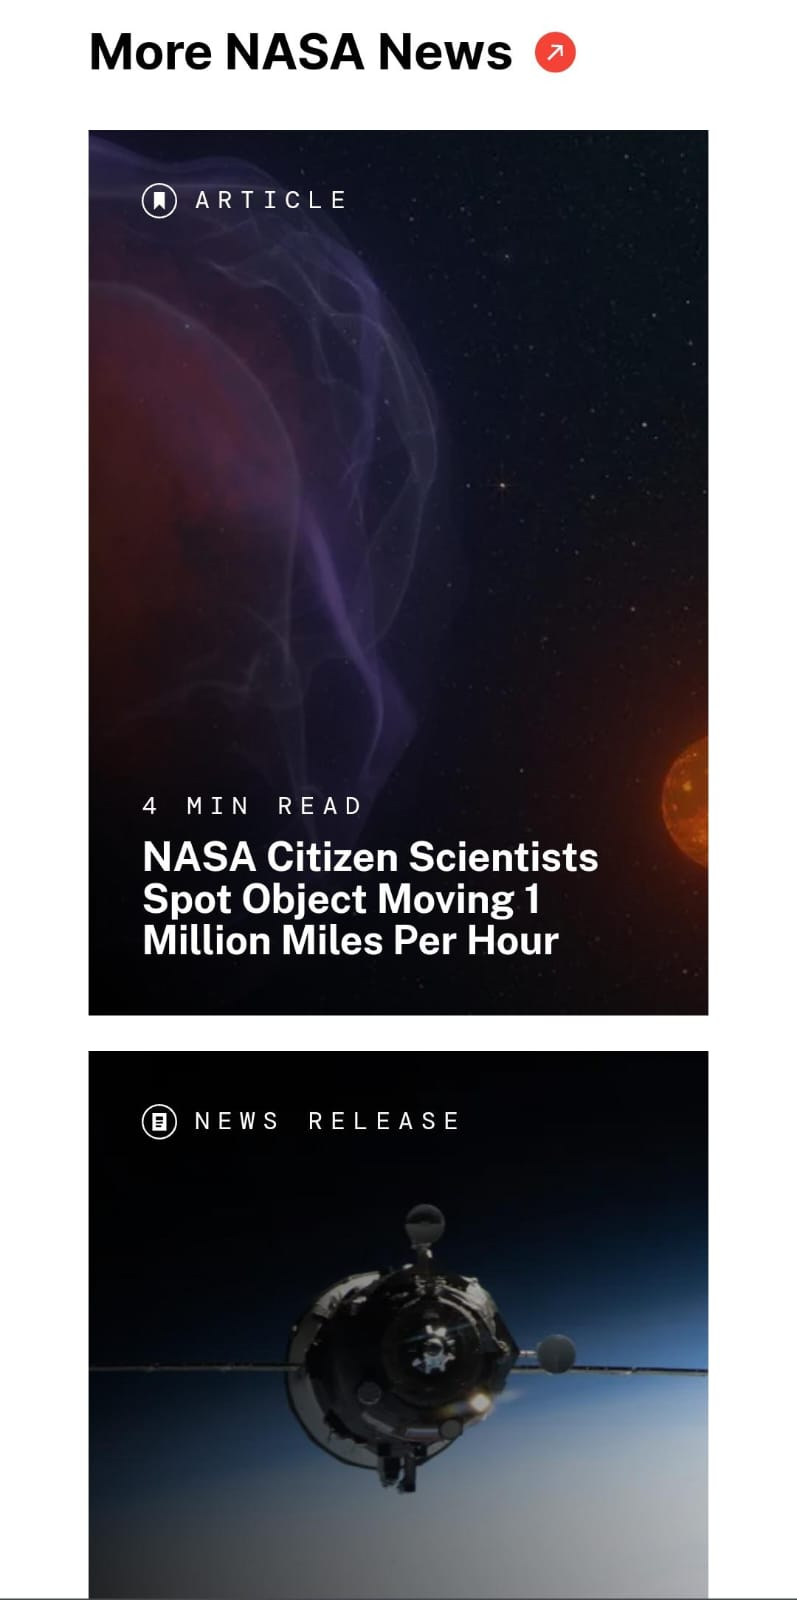 More NASA News
ARTICLE
4 MIN READ
NASA Citizen Scientists
Spot Object Moving 1
Million Miles Per Hour
NEWS RELEASE